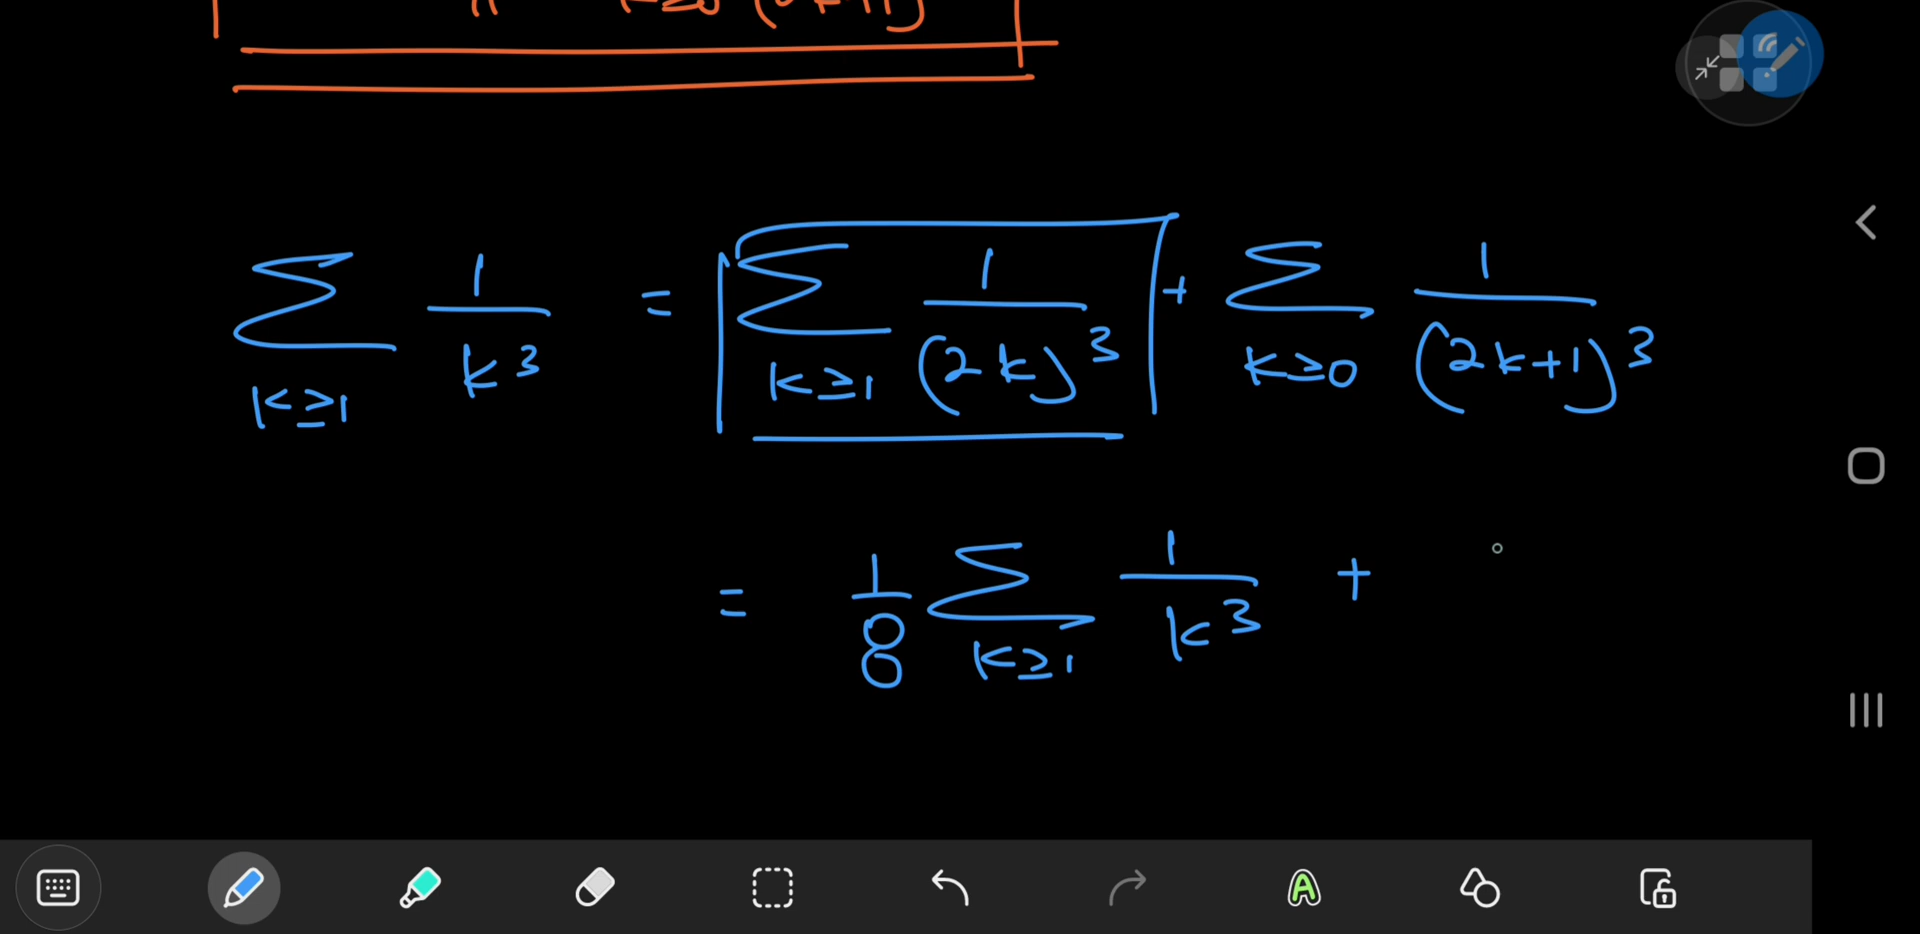 ∑_{k≥1} 1/k³ = ∑_{k≥1} 1/(2k)³ + ∑_{k≥0} 1/(2k+1)³
= 1/8 ∑_{k≥1} 1/k³ +
A